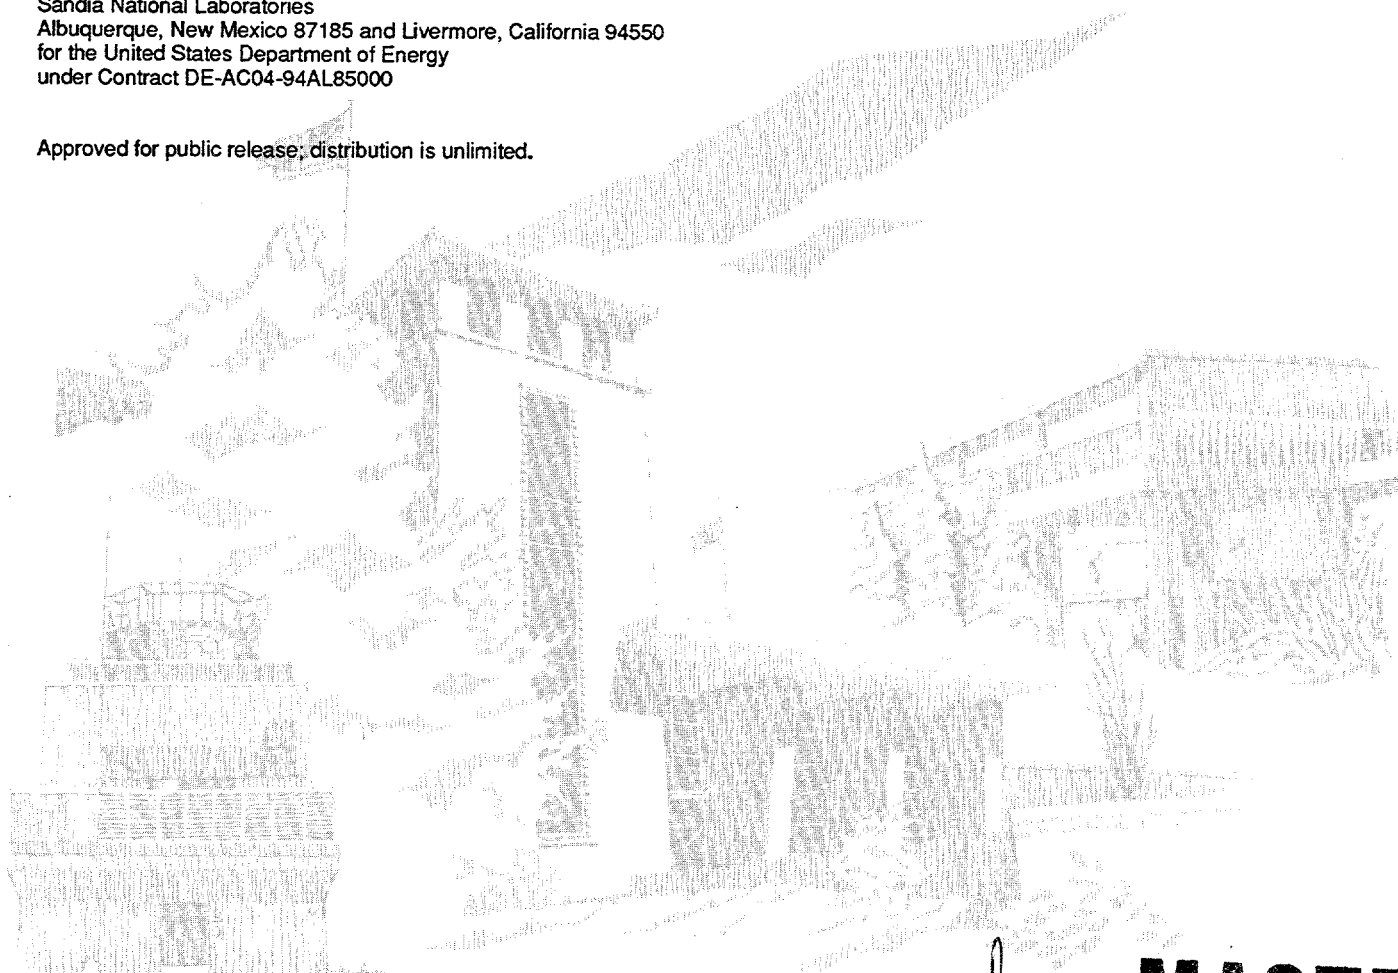 Sandia National Laboratories
Albuquerque, New Mexico 87185 and Livermore, California 94550
for the United States Department of Energy
under Contract DE-AC04-94AL85000
Approved for public release; distribution is unlimited.